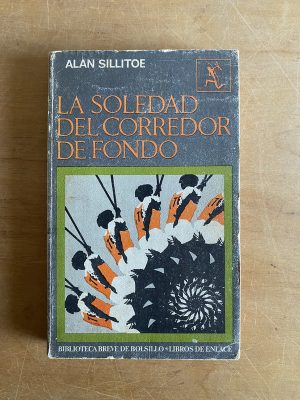 ALAN SILLITOE
LA SOLEDAD
DEL CORREDOR
DE FONDO
BIBLIOTECA BREVE DE BOLSILLO-LIBROS DE ENLACE